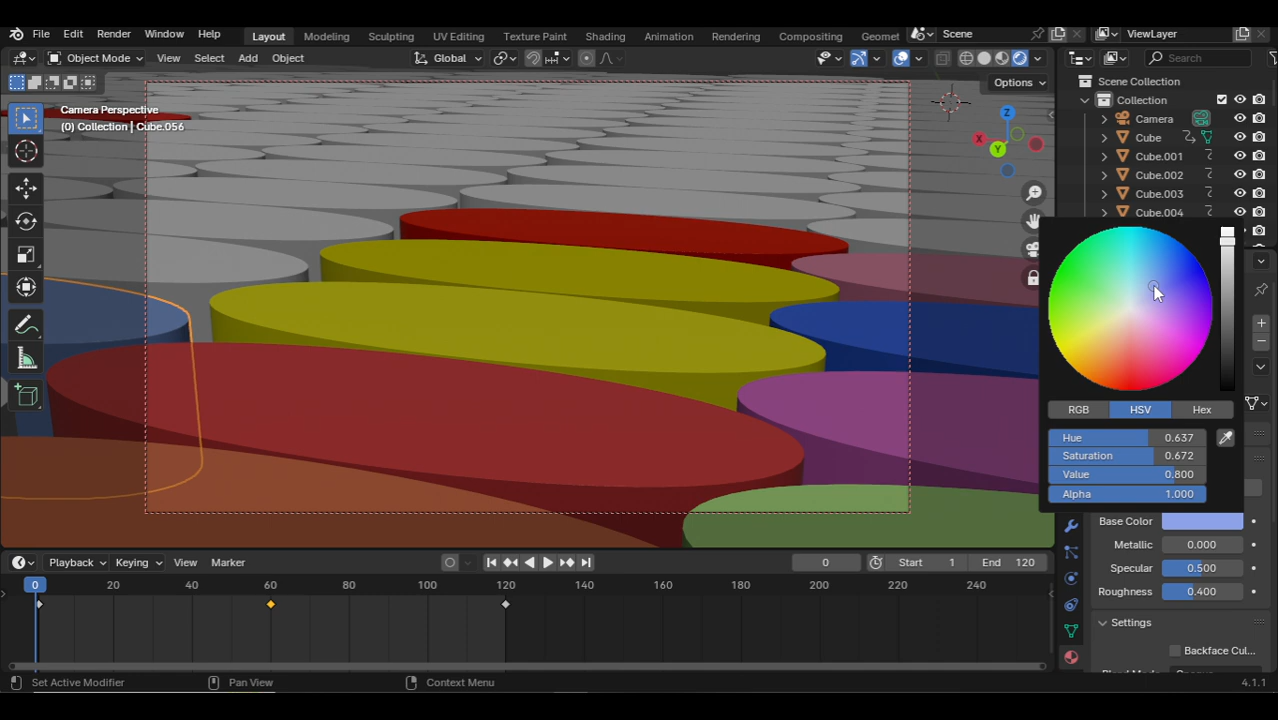 File Edit Render Window Help Layout Modeling Sculpting UV Editing Texture Paint Shading Animation Rendering Compositing Geomet Scene ViewLayer
Object Mode View Select Add Object Global Search
Options
Scene Collection
Collection
Camera
Cube
Cube.001
Cube.002
Cube.003
Cube.004
Camera Perspective
(0) Collection | Cube.056
Z
X
Y
RGB HSV Hex
Hue 0.637
Saturation 0.672
Value 0.800
Alpha 1.000
Base Color
Metallic 0.000
Specular 0.500
Roughness 0.400
Settings
Backface Cul...
Playback Keying View Marker 0 Start 1 End 120
0 20 40 60 80 100 120 140 160 180 200 220 240
Set Active Modifier Pan View Context Menu 4.1.1